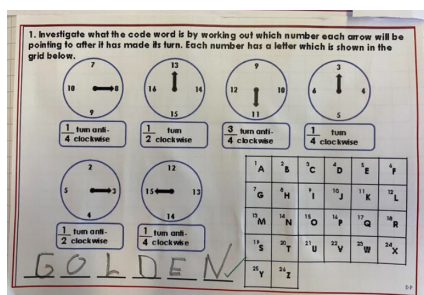 1. Investigate what the code word is by working out which number each arrow will be
pointing to after it has made its turn. Each number has a letter which is shown in the
grid below.
7
10 8
9
1/4 turn anti-clockwise
13
16 14
15
1/2 turn clockwise
9
12 10
11
3/4 turn anti-clockwise
3
6 4
5
1/4 turn clockwise
2
5 3
4
1/2 turn anti-clockwise
12
15 13
14
1/4 turn anti-clockwise
1 A 2 B 3 C 4 D 5 E 6 F
7 G 8 H 9 I 10 J 11 K 12 L
13 M 14 N 15 O 16 P 17 Q 18 R
19 S 20 T 21 U 22 V 23 W 24 X
25 Y 26 Z
GOLDEN